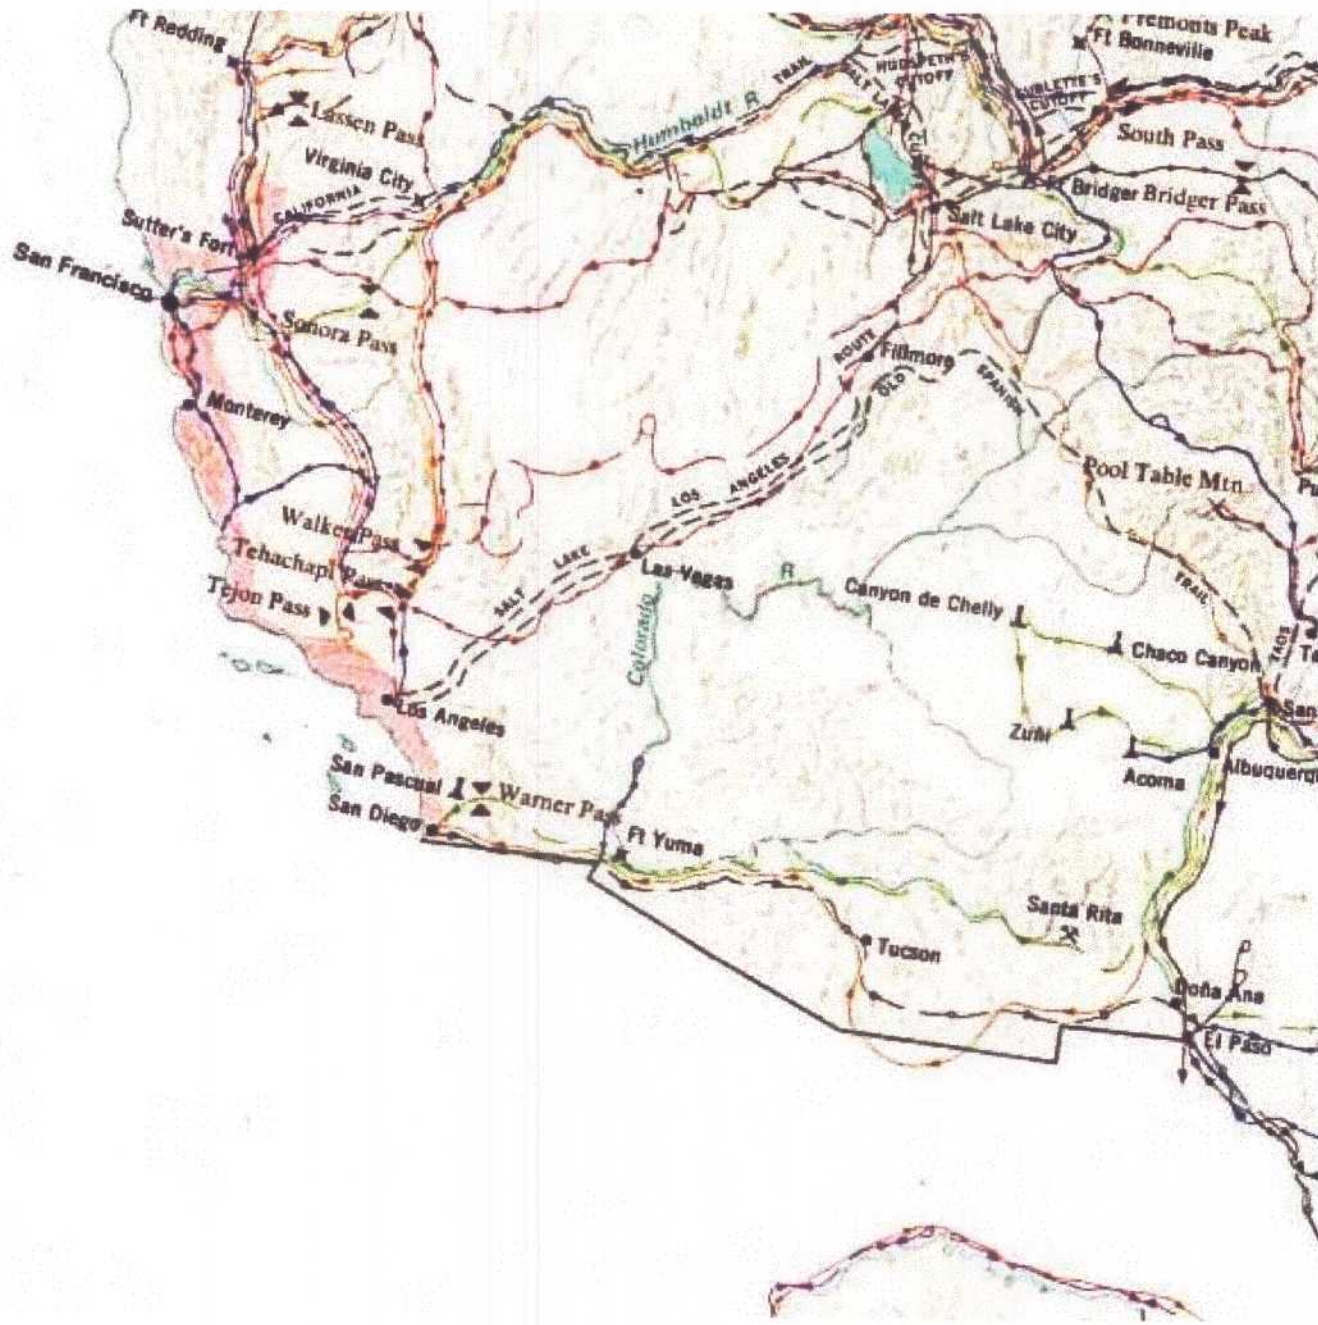 Ft Redding
Fremonts Peak
Ft Bonneville
HUDSPETH'S
CUTOFF
SUBLETTE'S
CUTOFF
TRAIL
Humboldt R
Lassen Pass
South Pass
Virginia City
CALIFORNIA
Ft Bridger
Bridger Pass
Sutter's Fort
Salt Lake City
San Francisco
Sonora Pass
ROUTE
Fillmore
OLD
SPANISH
Monterey
ANGELES
LOS
Pool Table Mtn.
Walker Pass
Tehachapi Pass
LAKE
SALT
Las Vegas
R
Colorado
Canyon de Chelly
TRAIL
Tejon Pass
TAOS
Chaco Canyon
Los Angeles
San
Zuñi
Acoma
Albuquerqu
San Pascual
Warner Pass
San Diego
Ft Yuma
Santa Rita
Tucson
Doña Ana
El Paso